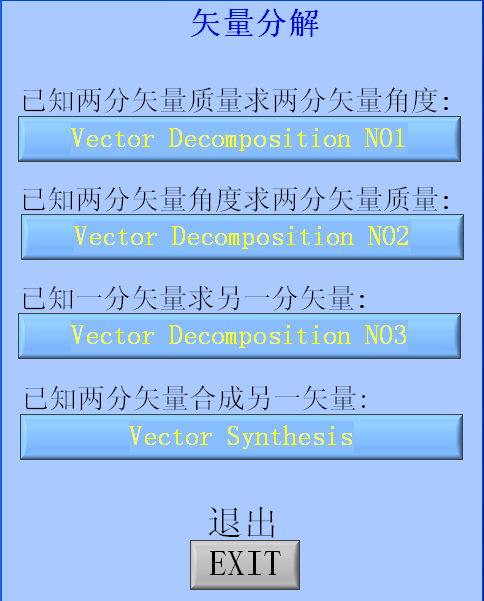 矢量分解
已知两分矢量质量求两分矢量角度:
Vector Decomposition NO1
已知两分矢量角度求两分矢量质量:
Vector Decomposition NO2
已知一分矢量求另一分矢量:
Vector Decomposition NO3
已知两分矢量合成另一矢量:
Vector Synthesis
退出
EXIT